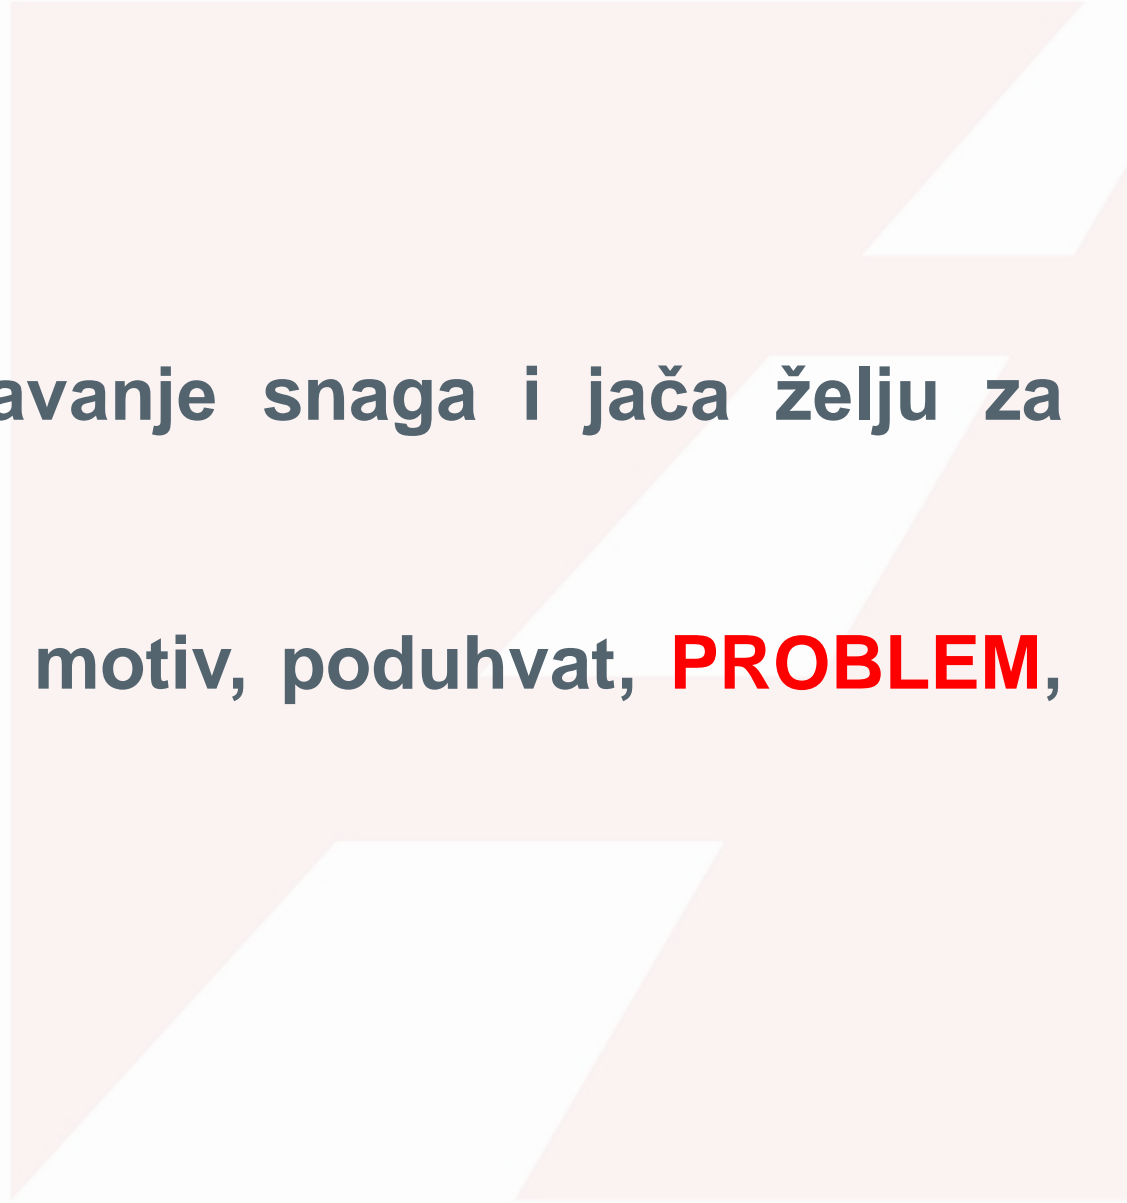 avanje snaga i jača želju za
motiv, poduhvat, PROBLEM,